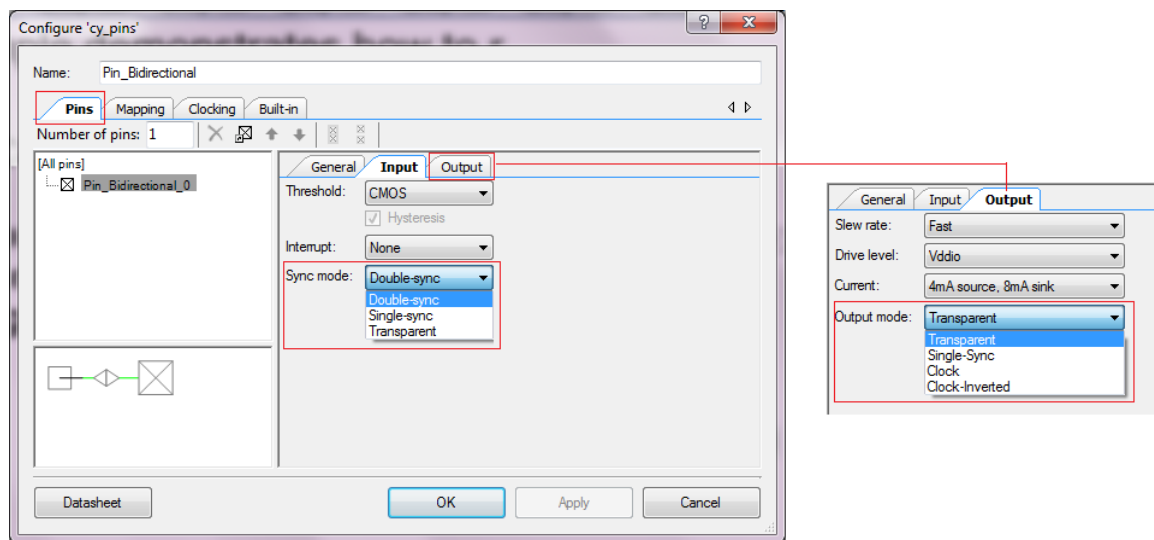 Configure 'cy_pins'
Name: Pin_Bidirectional
Pins Mapping Clocking Built-in
Number of pins: 1
[All pins]
Pin_Bidirectional_0
General Input Output
Threshold: CMOS
Hysteresis
Interrupt: None
Sync mode: Double-sync
Double-sync
Single-sync
Transparent
Datasheet OK Apply Cancel
General Input Output
Slew rate: Fast
Drive level: Vddio
Current: 4mA source, 8mA sink
Output mode: Transparent
Transparent
Single-Sync
Clock
Clock-Inverted